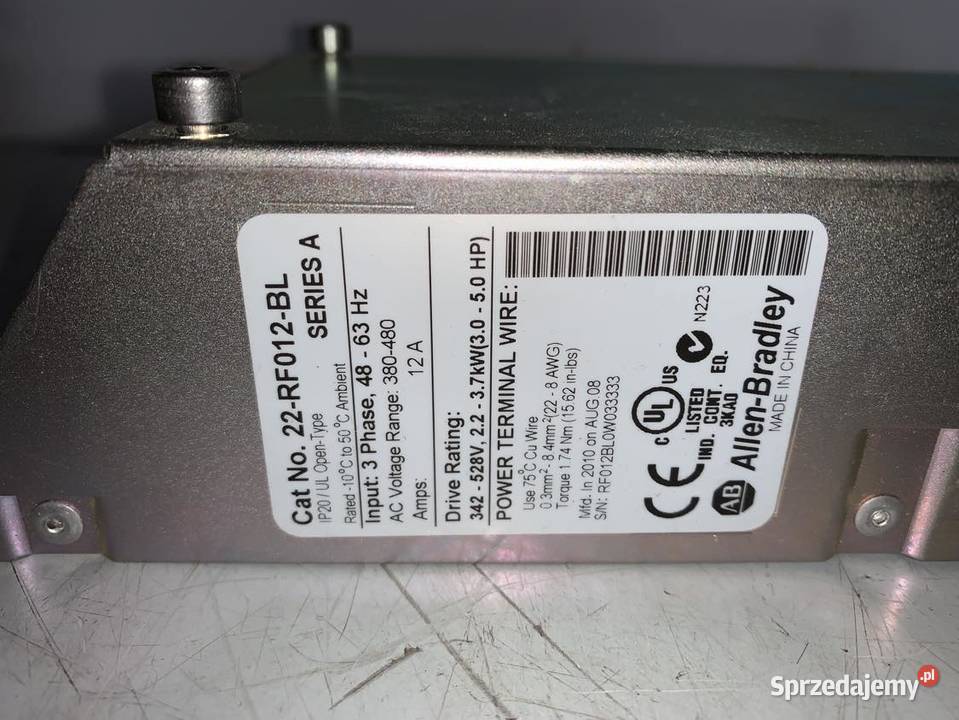 Cat No. 22-RF012-BL
SERIES A
IP20 / UL Open-Type
Rated -10°C to 50°C Ambient
Input: 3 Phase, 48 - 63 Hz
AC Voltage Range: 380-480
Amps: 12 A
Drive Rating:
342 - 528V, 2.2 - 3.7kW(3.0 - 5.0 HP)
POWER TERMINAL WIRE:
Use 75°C Cu Wire
0.3mm²- 8.4mm²(22 - 8 AWG)
Torque 1.74 Nm (15.62 in-lbs)
Mfd. In 2010 on AUG 08
S/N: RF012BL0W033333
CE
c UL us
LISTED
IND. CONT. EQ.
3KA0
N223
AB Allen-Bradley
MADE IN CHINA
Sprzedajemy.pl